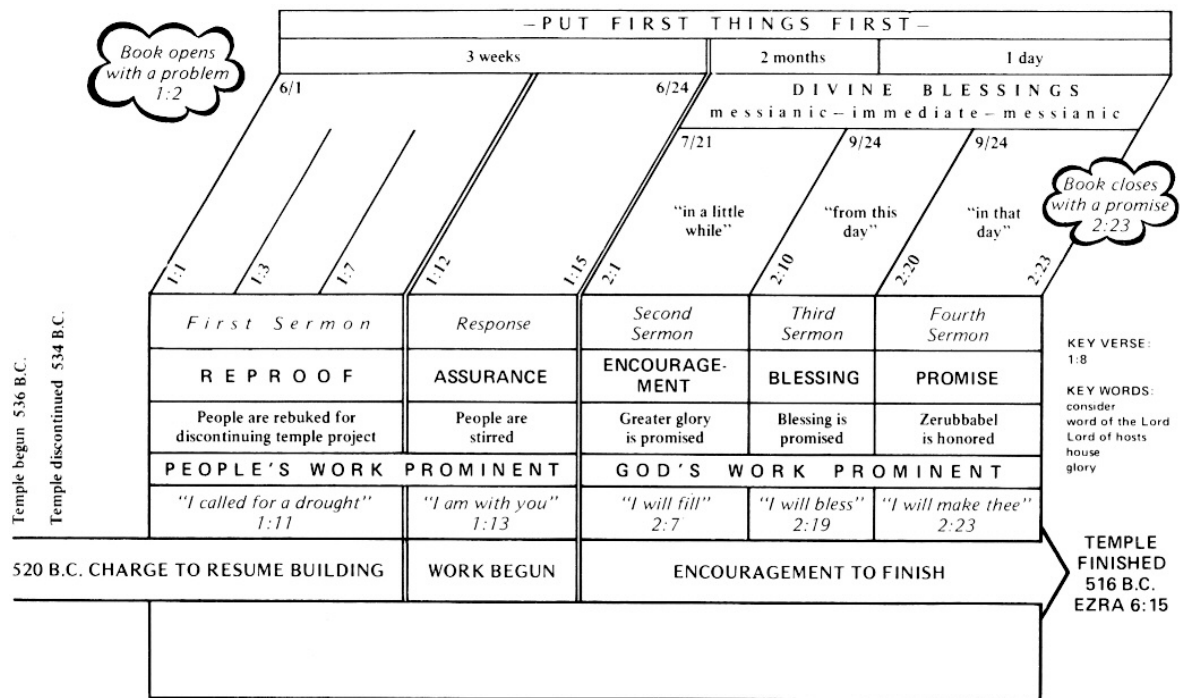 –PUT FIRST THINGS FIRST–
Book opens
with a problem
1:2
3 weeks
2 months
1 day
6/1
6/24
DIVINE BLESSINGS
messianic–immediate–messianic
7/21
9/24
9/24
"in a little
while"
"from this
day"
"in that
day"
Book closes
with a promise
2:23
1:1
1:3
1:7
1:12
1:15
2:1
2:10
2:20
2:23
Temple begun 536 B.C.
Temple discontinued 534 B.C.
First Sermon
Response
Second
Sermon
Third
Sermon
Fourth
Sermon
REPROOF
ASSURANCE
ENCOURAGE-
MENT
BLESSING
PROMISE
People are rebuked for
discontinuing temple project
People are
stirred
Greater glory
is promised
Blessing is
promised
Zerubbabel
is honored
PEOPLE'S WORK PROMINENT
GOD'S WORK PROMINENT
"I called for a drought"
1:11
"I am with you"
1:13
"I will fill"
2:7
"I will bless"
2:19
"I will make thee"
2:23
KEY VERSE:
1:8
KEY WORDS:
consider
word of the Lord
Lord of hosts
house
glory
520 B.C. CHARGE TO RESUME BUILDING
WORK BEGUN
ENCOURAGEMENT TO FINISH
TEMPLE
FINISHED
516 B.C.
EZRA 6:15